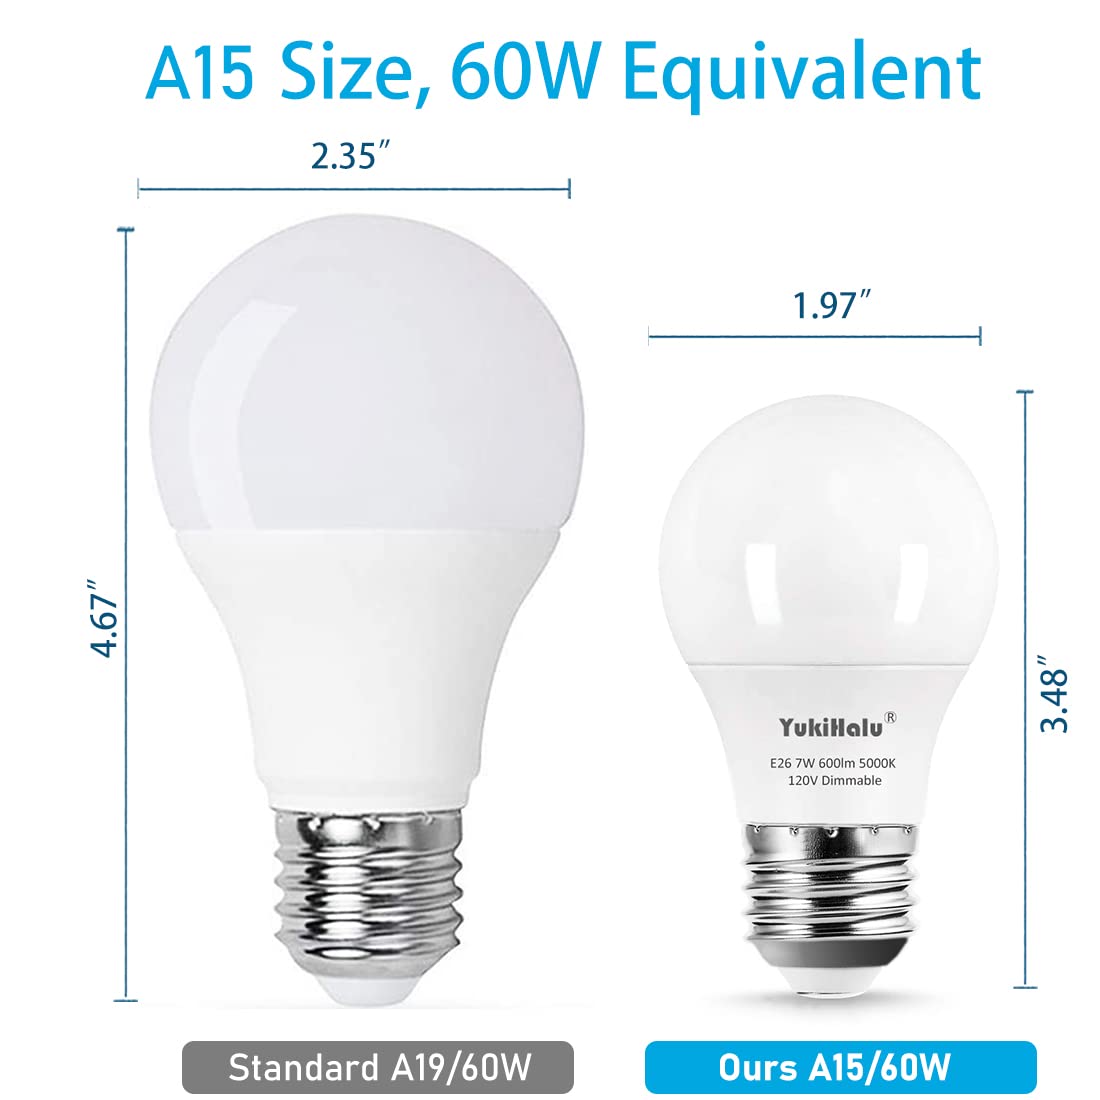 A15 Size, 60W Equivalent
2.35″
1.97″
4.67″
3.48″
YukiHalu®
E26 7W 600lm 5000K
120V Dimmable
Standard A19/60W
Ours A15/60W